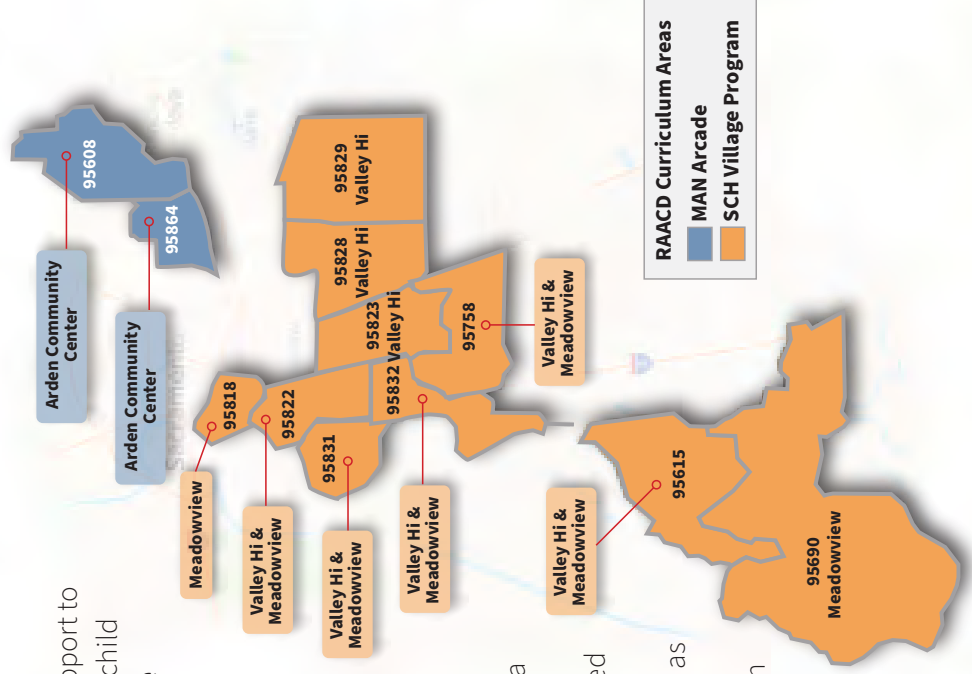 pport to
child
as
Arden Community
Center
95608
Arden Community
Center
95864
Meadowview
95818
Valley Hi &
Meadowview
95822
Valley Hi &
Meadowview
95831
Valley Hi &
Meadowview
95832
95823
Valley Hi
95828
Valley Hi
95829
Valley Hi
95758
Valley Hi &
Meadowview
Valley Hi &
Meadowview
95615
95690
Meadowview
RAACD Curriculum Areas
MAN Arcade
SCH Village Program